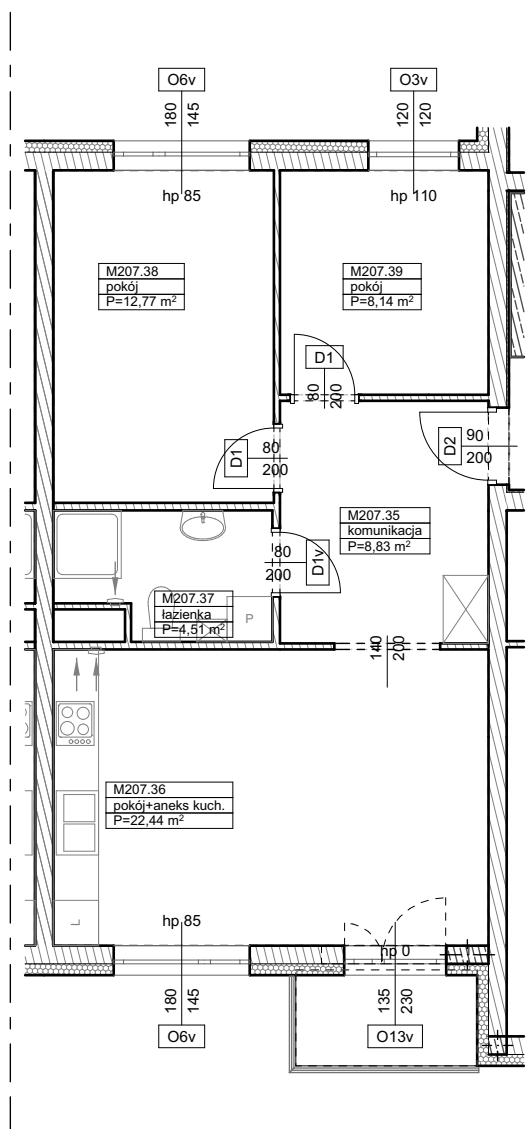 O6v
O3v
180
145
120
120
hp 85
hp 110
M207.38
pokój
P=12,77 m²
M207.39
pokój
P=8,14 m²
D1
80
200
D1
80
200
D2
90
200
M207.35
komunikacja
P=8,83 m²
80
200
D1v
M207.37
łazienka
P=4,51 m²
P
140
200
M207.36
pokój+aneks kuch.
P=22,44 m²
L
hp 85
hp 0
180
145
135
230
O6v
O13v